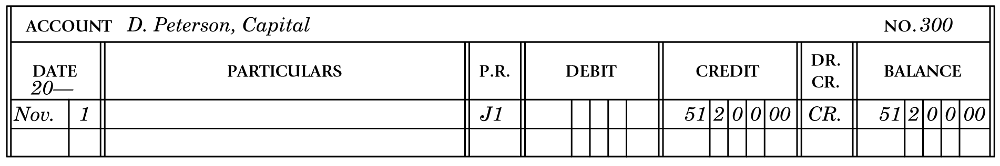 ACCOUNT D. Peterson, Capital NO. 300
DATE PARTICULARS P.R. DEBIT CREDIT DR. CR. BALANCE
20—
Nov. 1 J1 51 2 0 0 00 CR. 51 2 0 0 00